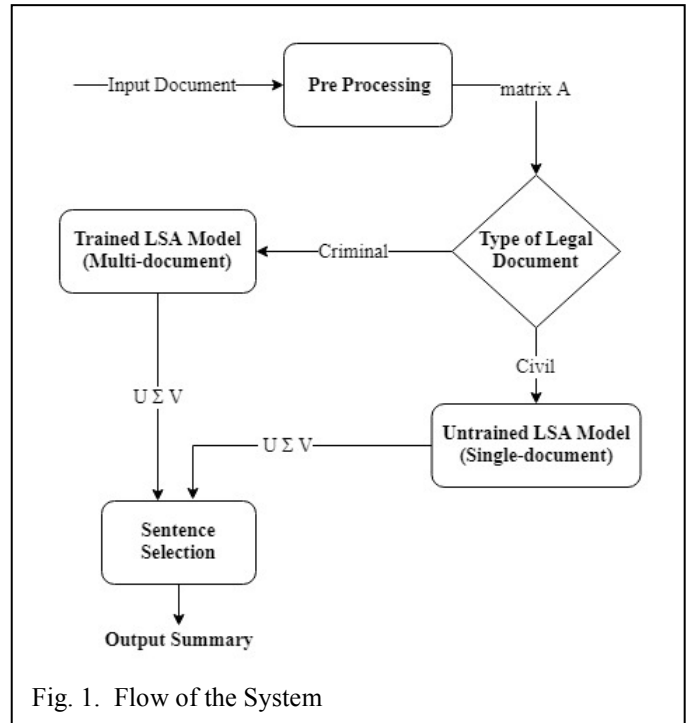 Input Document
Pre Processing
matrix A
Type of Legal
Document
Criminal
Trained LSA Model
(Multi-document)
Civil
Untrained LSA Model
(Single-document)
U Σ V
U Σ V
Sentence
Selection
Output Summary
Fig. 1. Flow of the System